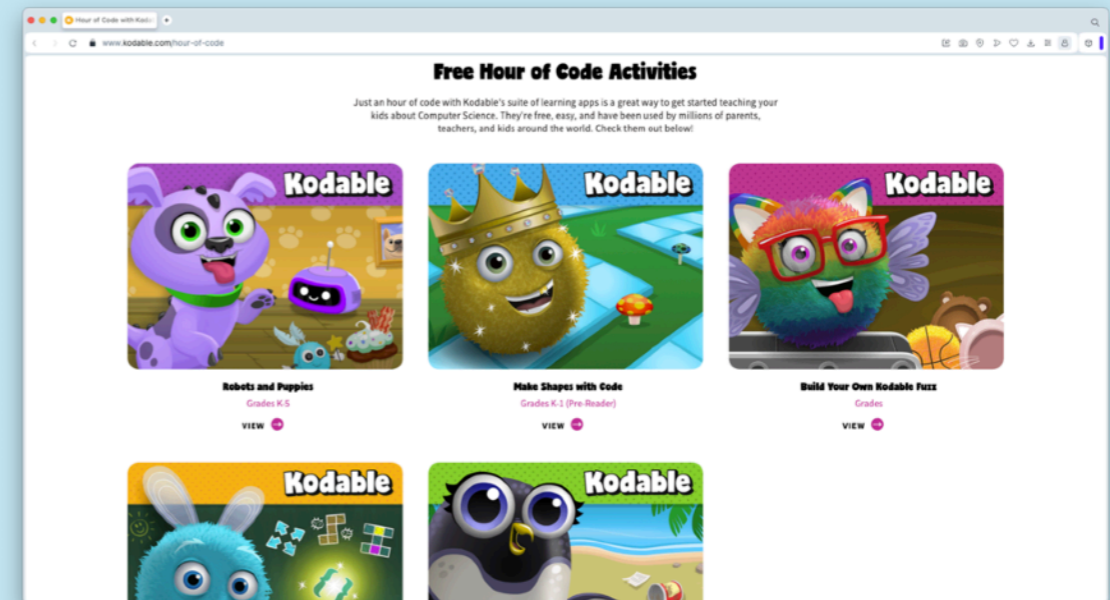 Hour of Code with Koda
www.kodable.com/hour-of-code
Free Hour of Code Activities
Just an hour of code with Kodable's suite of learning apps is a great way to get started teaching your
kids about Computer Science. They're free, easy, and have been used by millions of parents,
teachers, and kids around the world. Check them out below!
Kodable
Kodable
Kodable
Robots and Puppies
Make Shapes with Code
Build Your Own Kodable Fuzz
Grades K-5
Grades K-1 (Pre-Reader)
Grades
VIEW
VIEW
VIEW
Kodable
Kodable